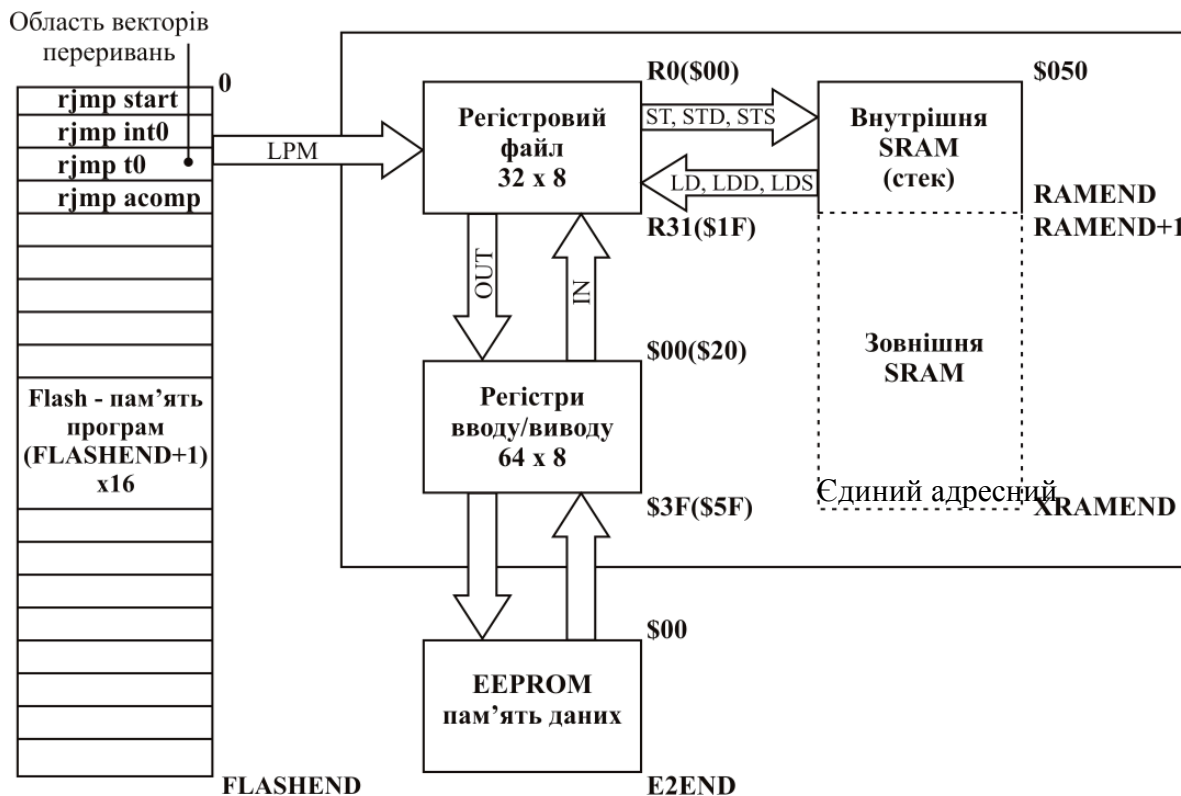 Область векторів
переривань
0
rjmp start
rjmp int0
rjmp t0
rjmp acomp
Flash - пам’ять
програм
(FLASHEND+1)
x16
FLASHEND
LPM
R0($00)
Регістровий
файл
32 x 8
R31($1F)
ST, STD, STS
LD, LDD, LDS
$050
Внутрішня
SRAM
(стек)
RAMEND
RAMEND+1
Зовнішня
SRAM
Єдиний адресний
XRAMEND
OUT
IN
$00($20)
Регістри
вводу/виводу
64 x 8
$3F($5F)
$00
EEPROM
пам’ять даних
E2END